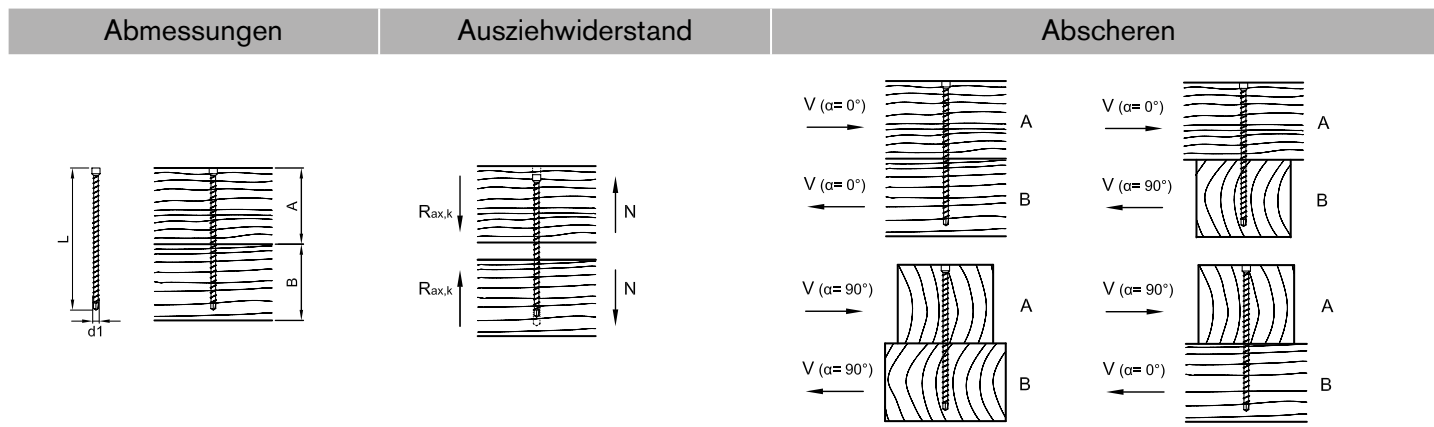 Abmessungen
Ausziehwiderstand
Abscheren
L
d1
A
B
Rax,k
N
Rax,k
N
V (α= 0°)
A
V (α= 0°)
B
V (α= 0°)
A
V (α= 90°)
B
V (α= 90°)
A
V (α= 90°)
B
V (α= 90°)
A
V (α= 0°)
B